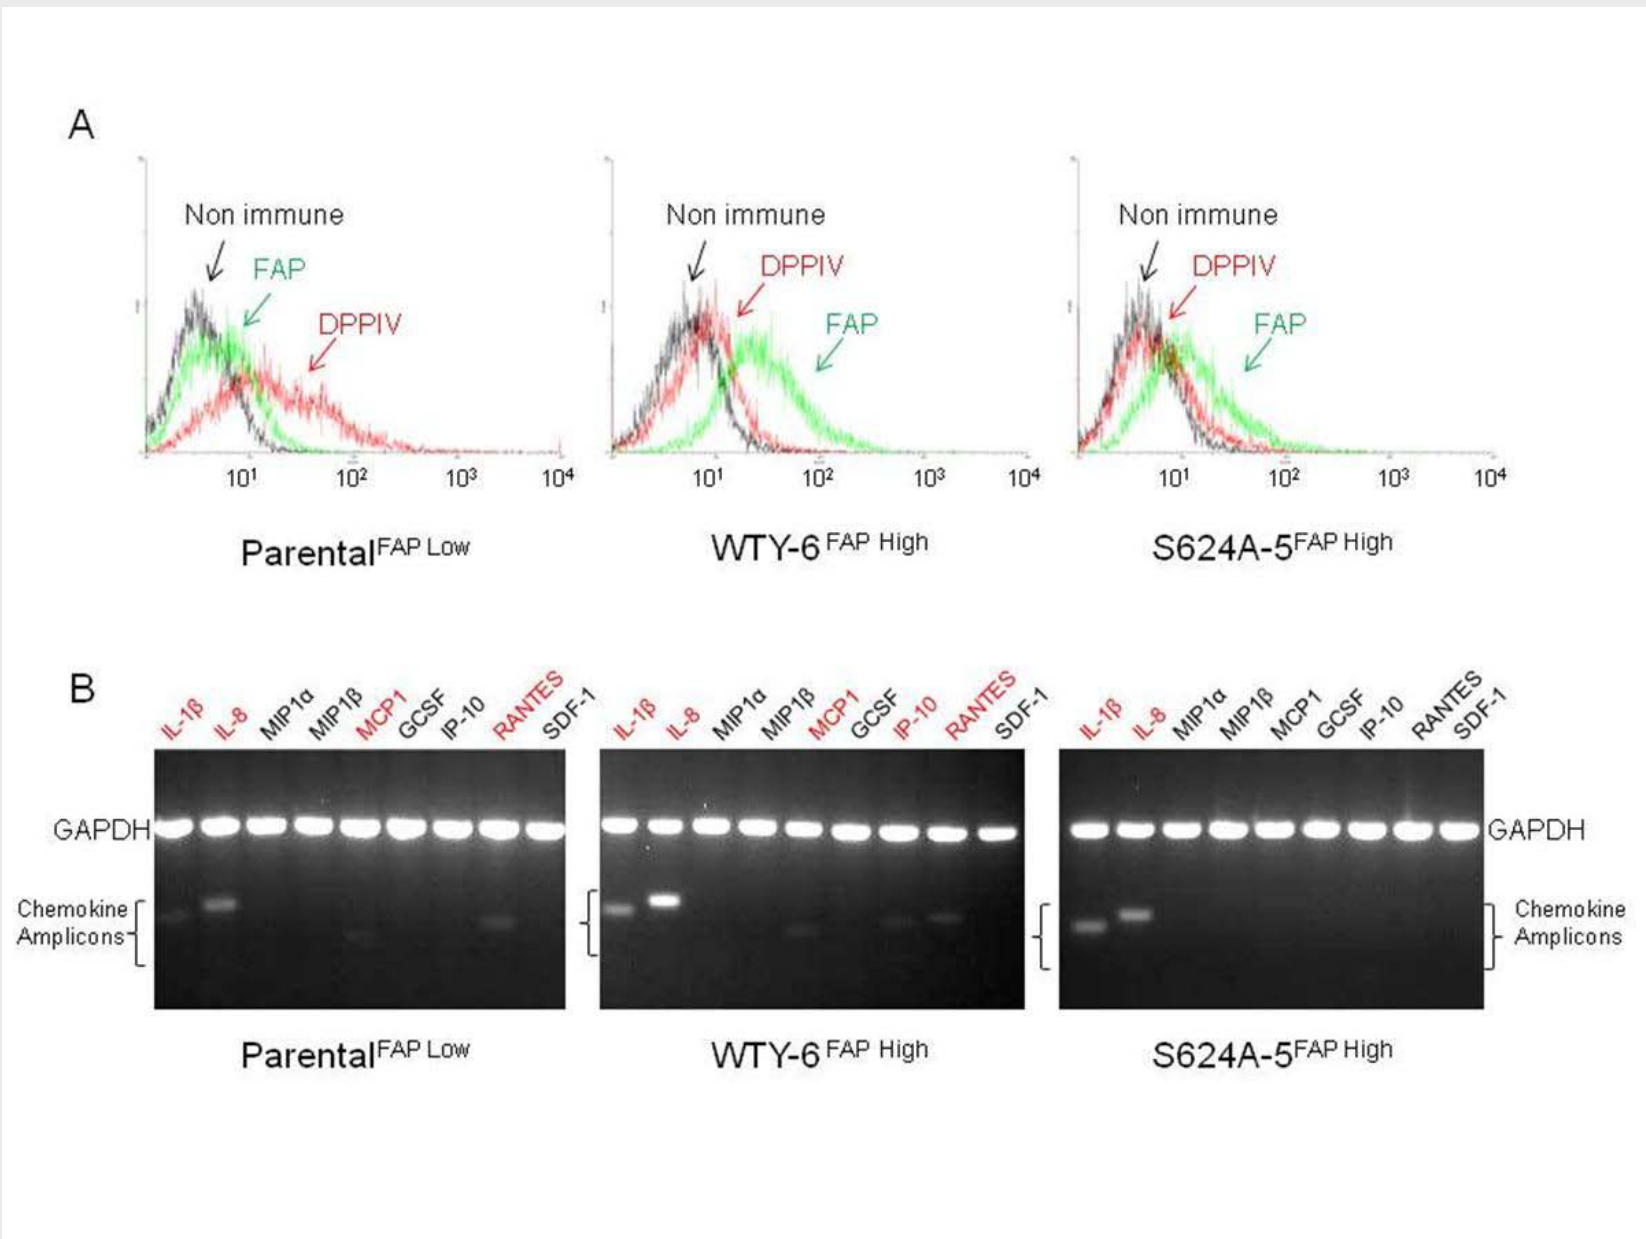 A
Non immune
FAP
DPPIV
10¹ 10² 10³ 10⁴
Parental^FAP Low
Non immune
DPPIV
FAP
10¹ 10² 10³ 10⁴
WTY-6^FAP High
Non immune
DPPIV
FAP
10¹ 10² 10³ 10⁴
S624A-5^FAP High
B
IL-1β IL-8 MIP1α MIP1β MCP1 GCSF IP-10 RANTES SDF-1
IL-1β IL-8 MIP1α MIP1β MCP1 GCSF IP-10 RANTES SDF-1
IL-1β IL-8 MIP1α MIP1β MCP1 GCSF IP-10 RANTES SDF-1
GAPDH
GAPDH
Chemokine
Amplicons
Chemokine
Amplicons
Parental^FAP Low
WTY-6^FAP High
S624A-5^FAP High